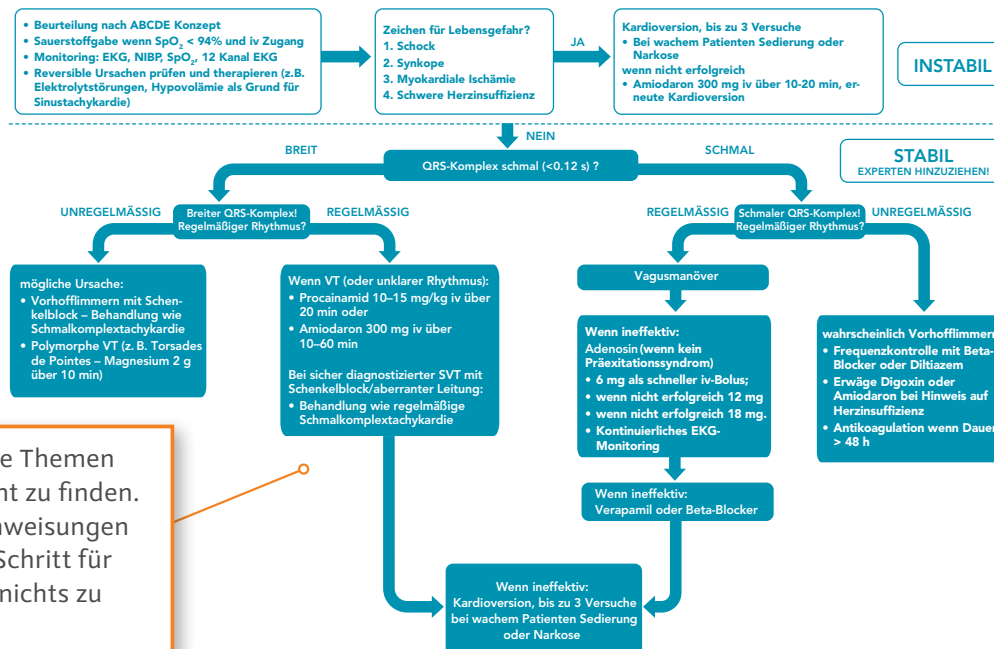 • Beurteilung nach ABCDE Konzept
• Sauerstoffgabe wenn SpO₂ < 94% und iv Zugang
• Monitoring: EKG, NIBP, SpO₂, 12 Kanal EKG
• Reversible Ursachen prüfen und therapieren (z.B.
Elektrolytstörungen, Hypovolämie als Grund für
Sinustachykardie)
Zeichen für Lebensgefahr?
1. Schock
2. Synkope
3. Myokardiale Ischämie
4. Schwere Herzinsuffizienz
JA
Kardioversion, bis zu 3 Versuche
• Bei wachem Patienten Sedierung oder
Narkose
wenn nicht erfolgreich
• Amiodaron 300 mg iv über 10-20 min, er-
neute Kardioversion
INSTABIL
NEIN
BREIT
QRS-Komplex schmal (<0.12 s) ?
SCHMAL
STABIL
EXPERTEN HINZUZIEHEN!
UNREGELMÄSSIG
Breiter QRS-Komplex!
Regelmäßiger Rhythmus?
REGELMÄSSIG
REGELMÄSSIG
Schmaler QRS-Komplex!
Regelmäßiger Rhythmus?
UNREGELMÄSSIG
mögliche Ursache:
• Vorhofflimmern mit Schen-
kelblock – Behandlung wie
Schmalkomplextachykardie
• Polymorphe VT (z. B. Torsades
de Pointes – Magnesium 2 g
über 10 min)
Wenn VT (oder unklarer Rhythmus):
• Procainamid 10–15 mg/kg iv über
20 min oder
• Amiodaron 300 mg iv über
10–60 min
Bei sicher diagnostizierter SVT mit
Schenkelblock/aberranter Leitung:
• Behandlung wie regelmäßige
Schmalkomplextachykardie
Vagusmanöver
Wenn ineffektiv:
Adenosin (wenn kein
Präexitationssyndrom)
• 6 mg als schneller iv-Bolus;
• wenn nicht erfolgreich 12 mg
• wenn nicht erfolgreich 18 mg.
• Kontinuierliches EKG-
Monitoring
Wenn ineffektiv:
Verapamil oder Beta-Blocker
wahrscheinlich Vorhofflimmern
• Frequenzkontrolle mit Beta-
Blocker oder Diltiazem
• Erwäge Digoxin oder
Amiodaron bei Hinweis auf
Herzinsuffizienz
• Antikoagulation wenn Dauer
> 48 h
Wenn ineffektiv:
Kardioversion, bis zu 3 Versuche
bei wachem Patienten Sedierung
oder Narkose
e Themen
nt zu finden.
nweisungen
Schritt für
nichts zu